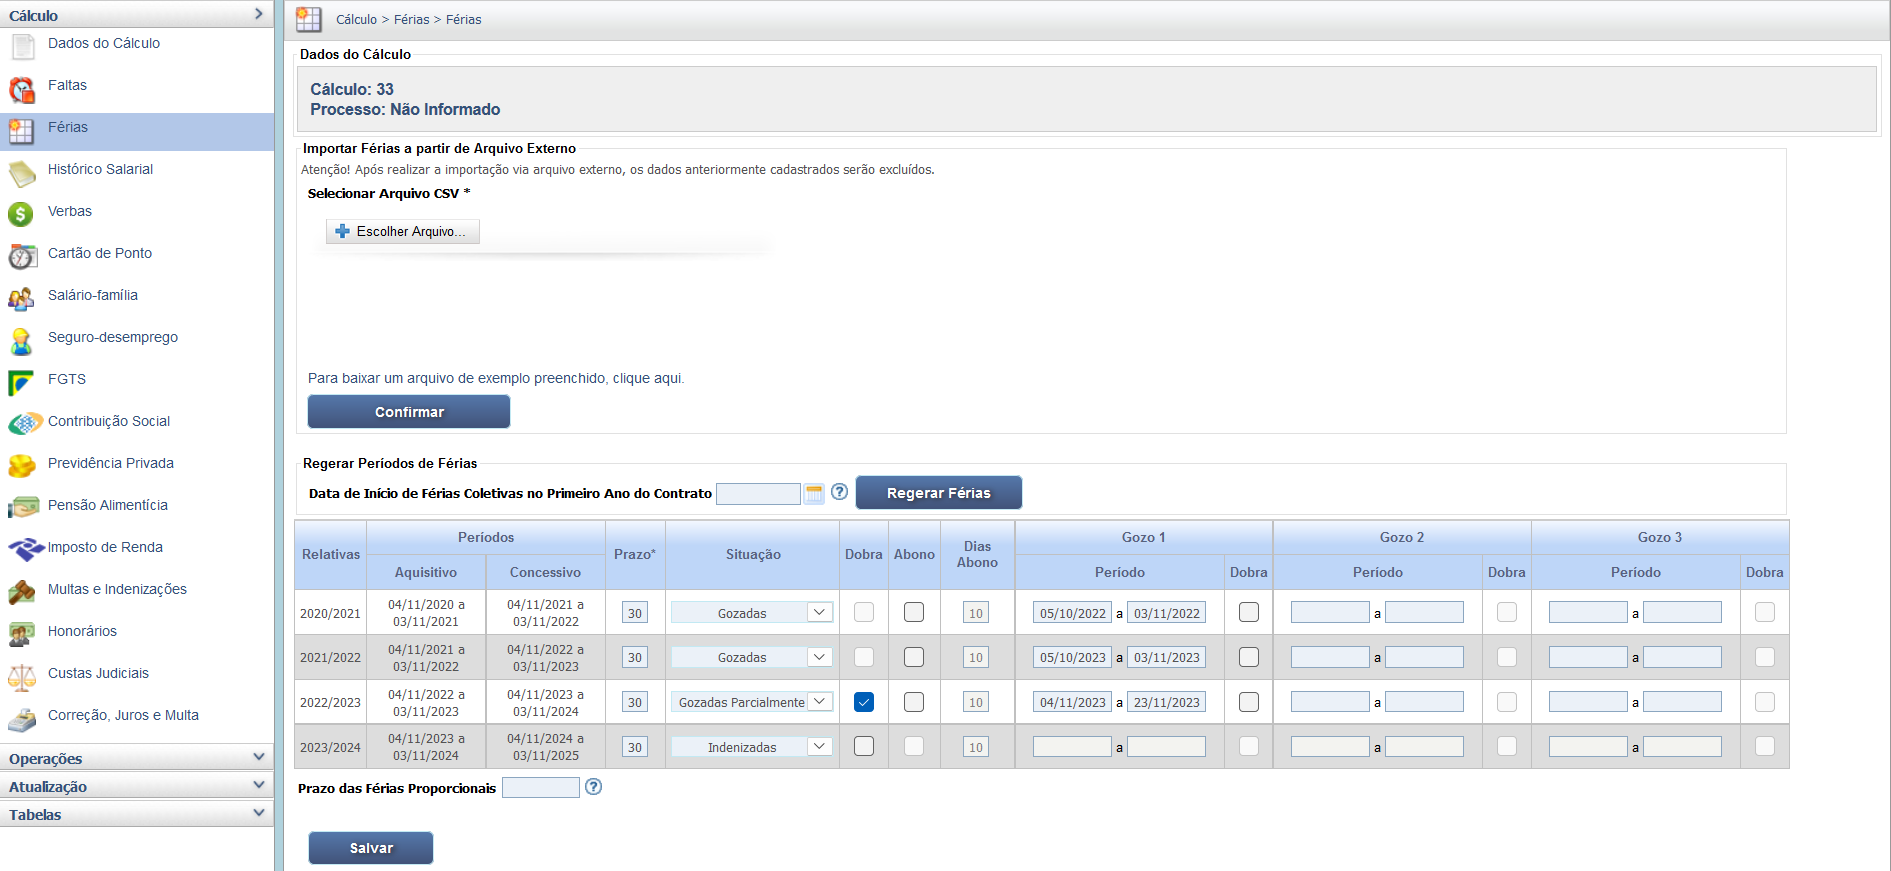 Cálculo
Dados do Cálculo
Faltas
Férias
Histórico Salarial
Verbas
Cartão de Ponto
Salário-família
Seguro-desemprego
FGTS
Contribuição Social
Previdência Privada
Pensão Alimentícia
Imposto de Renda
Multas e Indenizações
Honorários
Custas Judiciais
Correção, Juros e Multa
Operações
Atualização
Tabelas
Cálculo > Férias > Férias
Dados do Cálculo
Cálculo: 33
Processo: Não Informado
Importar Férias a partir de Arquivo Externo
Atenção! Após realizar a importação via arquivo externo, os dados anteriormente cadastrados serão excluídos.
Selecionar Arquivo CSV *
Escolher Arquivo...
Para baixar um arquivo de exemplo preenchido, clique aqui.
Confirmar
Regerar Períodos de Férias
Data de Início de Férias Coletivas no Primeiro Ano do Contrato ? Regerar Férias
Relativas Períodos Prazo* Situação Dobra Abono Dias Abono Gozo 1 Gozo 2 Gozo 3
Aquisitivo Concessivo Período Dobra Período Dobra Período Dobra
2020/2021 04/11/2020 a 03/11/2021 04/11/2021 a 03/11/2022 30 Gozadas 10 05/10/2022 a 03/11/2022 a a
2021/2022 04/11/2021 a 03/11/2022 04/11/2022 a 03/11/2023 30 Gozadas 10 05/10/2023 a 03/11/2023 a a
2022/2023 04/11/2022 a 03/11/2023 04/11/2023 a 03/11/2024 30 Gozadas Parcialmente 10 04/11/2023 a 23/11/2023 a a
2023/2024 04/11/2023 a 03/11/2024 04/11/2024 a 03/11/2025 30 Indenizadas 10 a a a
Prazo das Férias Proporcionais ?
Salvar